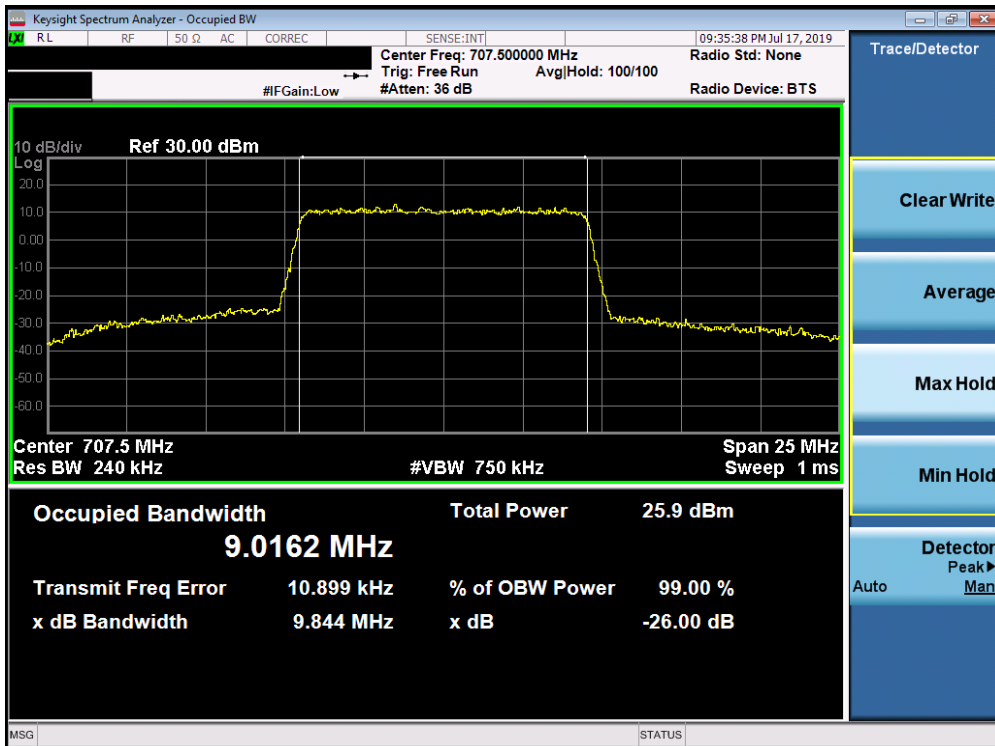 Keysight Spectrum Analyzer - Occupied BW
LXI RL RF 50 Ω AC CORREC SENSE:INT 09:35:38 PM Jul 17, 2019
Center Freq: 707.500000 MHz Radio Std: None
Trig: Free Run Avg|Hold: 100/100
#IFGain:Low #Atten: 36 dB Radio Device: BTS
10 dB/div Ref 30.00 dBm
Log
20.0
10.0
0.00
-10.0
-20.0
-30.0
-40.0
-50.0
-60.0
Center 707.5 MHz Span 25 MHz
Res BW 240 kHz #VBW 750 kHz Sweep 1 ms
Occupied Bandwidth Total Power 25.9 dBm
9.0162 MHz
Transmit Freq Error 10.899 kHz % of OBW Power 99.00 %
x dB Bandwidth 9.844 MHz x dB -26.00 dB
MSG STATUS
Trace/Detector
Clear Write
Average
Max Hold
Min Hold
Detector
Peak▶
Auto Man